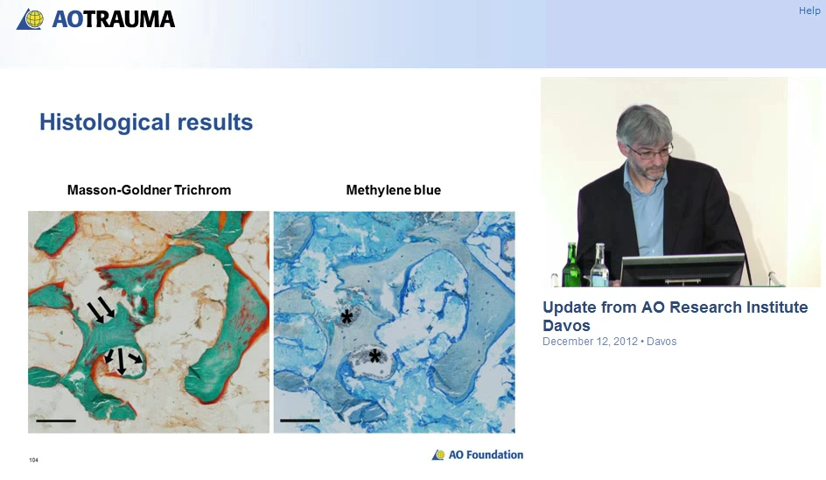 AOTRAUMA
Help
Histological results
Masson-Goldner Trichrom
Methylene blue
*
*
Update from AO Research Institute
Davos
December 12, 2012 • Davos
104
AO Foundation